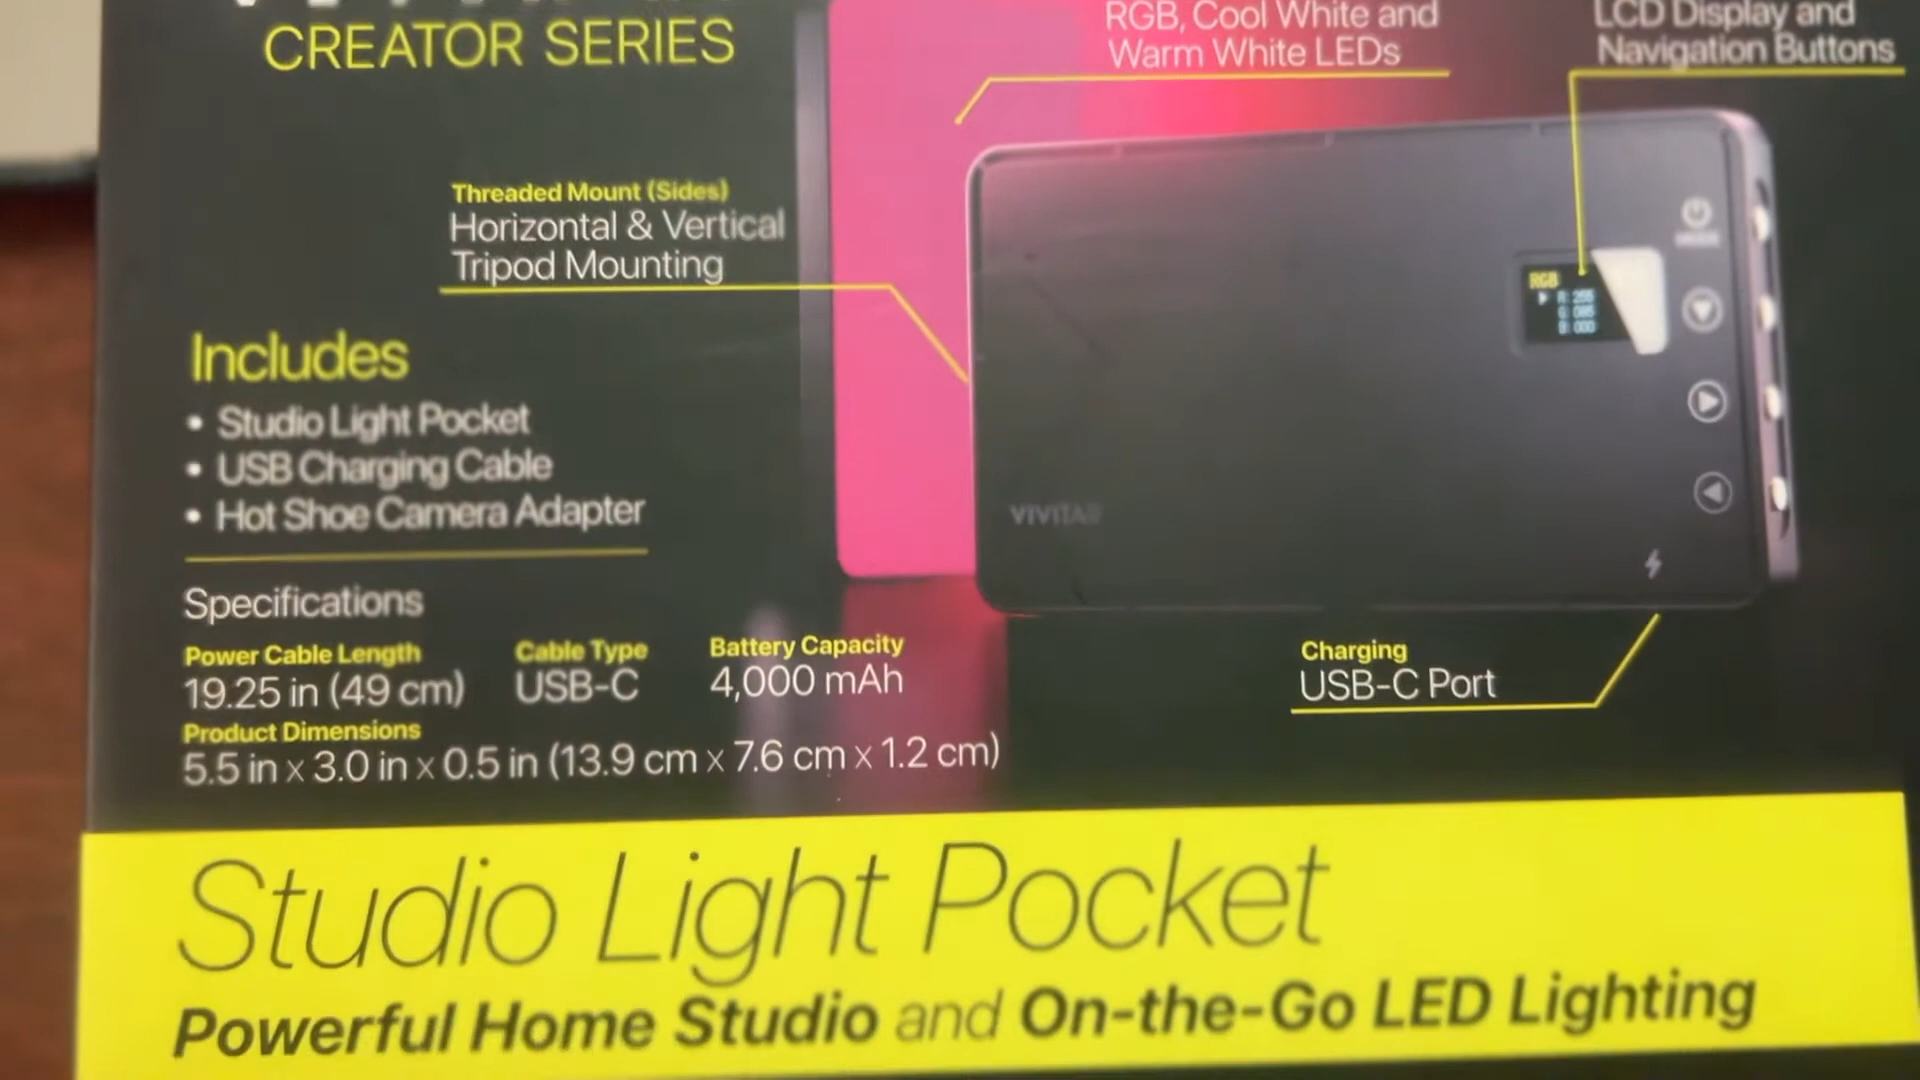 CREATOR SERIES
RGB, Cool White and
Warm White LEDs
LCD Display and
Navigation Buttons
Threaded Mount (Sides)
Horizontal & Vertical
Tripod Mounting
RGB
R: 255
G: 085
B: 000
VIVITAR
Includes
• Studio Light Pocket
• USB Charging Cable
• Hot Shoe Camera Adapter
Specifications
Power Cable Length
19.25 in (49 cm)
Cable Type
USB-C
Battery Capacity
4,000 mAh
Product Dimensions
5.5 in x 3.0 in x 0.5 in (13.9 cm x 7.6 cm x 1.2 cm)
Charging
USB-C Port
Studio Light Pocket
Powerful Home Studio and On-the-Go LED Lighting